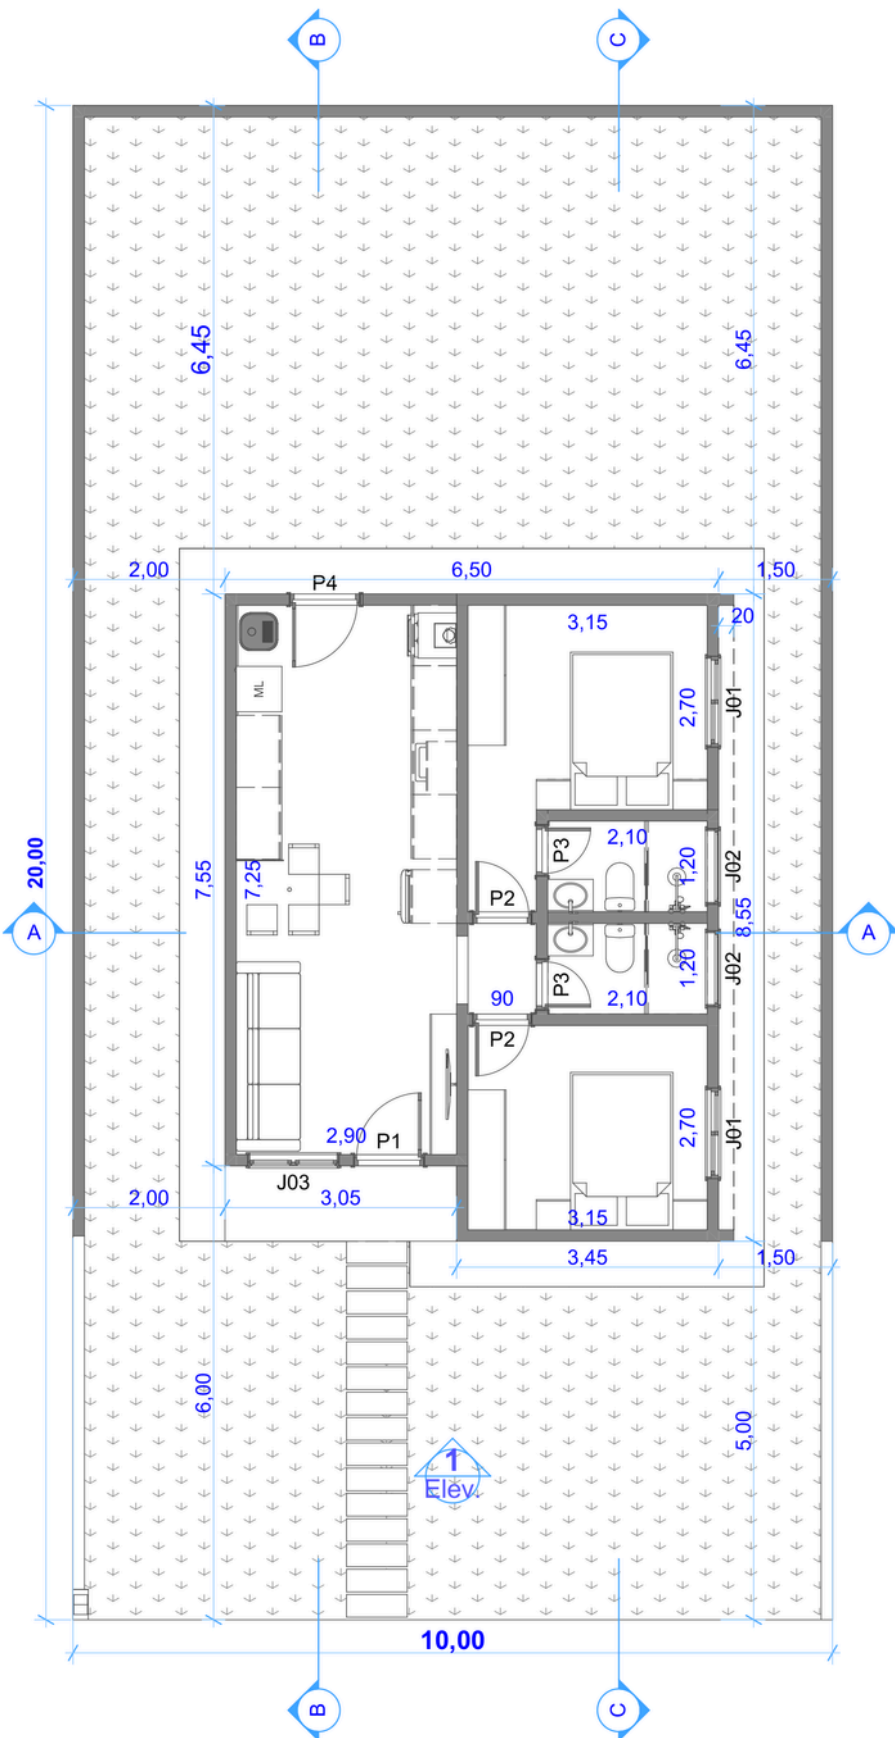 B
C
6,45
6,45
2,00
6,50
1,50
P4
20
3,15
ML
2,70
J01
20,00
7,55
7,25
P3
2,10
1,20
J02
P2
8,55
A
A
90
P3
2,10
1,20
J02
P2
2,90
P1
2,70
J01
J03
2,00
3,05
3,15
3,45
1,50
6,00
5,00
1
Elev.
10,00
B
C